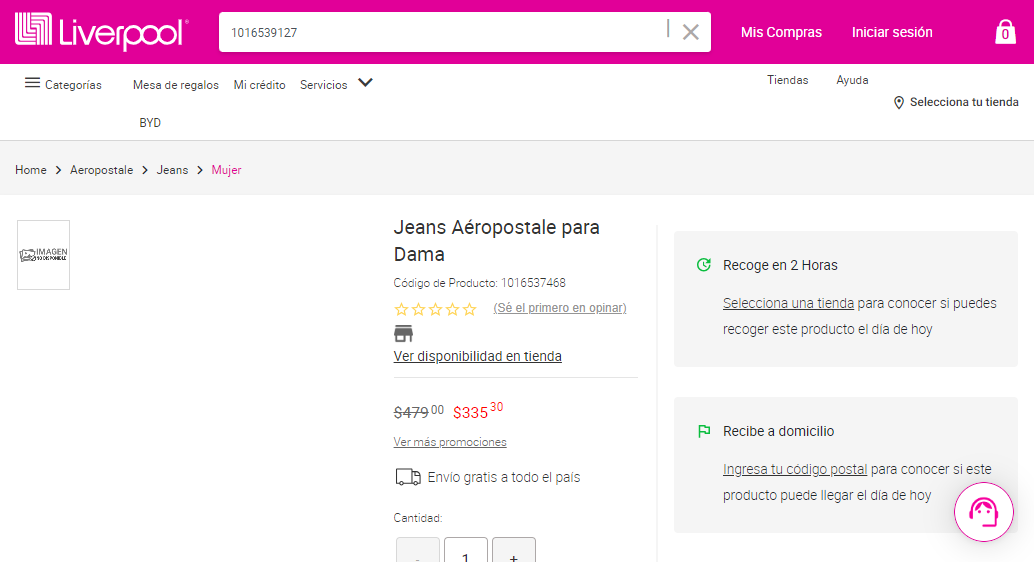 Liverpool
1016539127
Mis Compras
Iniciar sesión
0
Categorías
Mesa de regalos
Mi crédito
Servicios
Tiendas
Ayuda
Selecciona tu tienda
BYD
Home > Aeropostale > Jeans > Mujer
IMAGEN
NO DISPONIBLE
Jeans Aéropostale para
Dama
Código de Producto: 1016537468
(Sé el primero en opinar)
Ver disponibilidad en tienda
$479 00 $335 30
Ver más promociones
Envío gratis a todo el país
Cantidad:
- 1 +
Recoge en 2 Horas
Selecciona una tienda para conocer si puedes
recoger este producto el día de hoy
Recibe a domicilio
Ingresa tu código postal para conocer si este
producto puede llegar el día de hoy